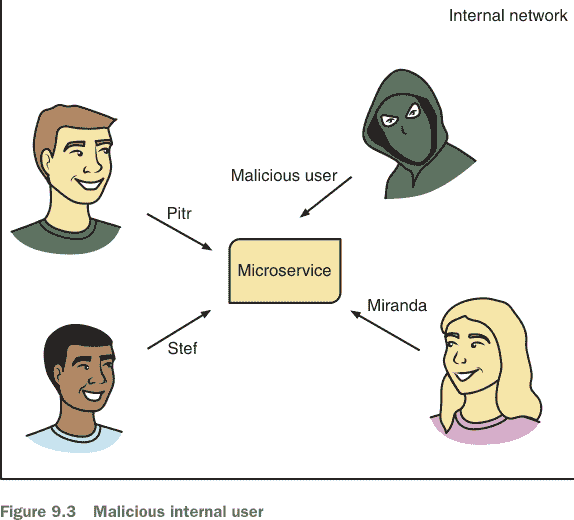 Internal network
Malicious user
Pitr
Microservice
Miranda
Stef
Figure 9.3 Malicious internal user